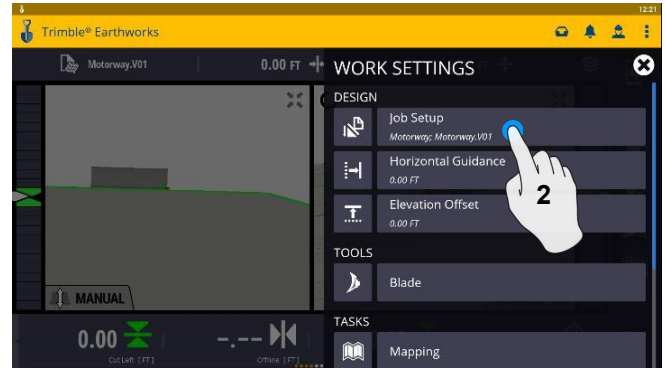 12:21
Trimble® Earthworks
Motorway.V01
0.00 FT
WORK SETTINGS
DESIGN
Job Setup
Motorway; Motorway.V01
Horizontal Guidance
0.00 FT
2
Elevation Offset
0.00 FT
TOOLS
Blade
MANUAL
TASKS
0.00
-.--
Mapping
Cut Left [FT]
Offline [FT]